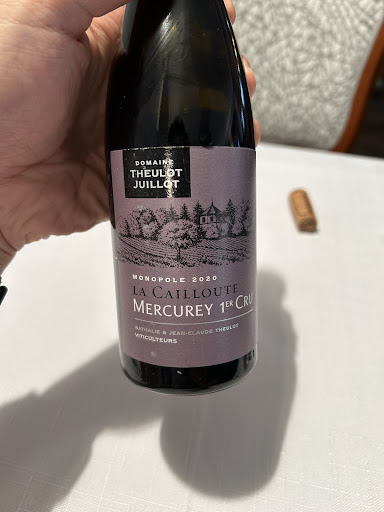 DOMAINE
THEULOT
JUILLOT
MONOPOLE 2020
LA CAILLOUTE
MERCUREY 1ER CRU
NATHALIE & JEAN-CLAUDE THEULOT
VITICULTEURS